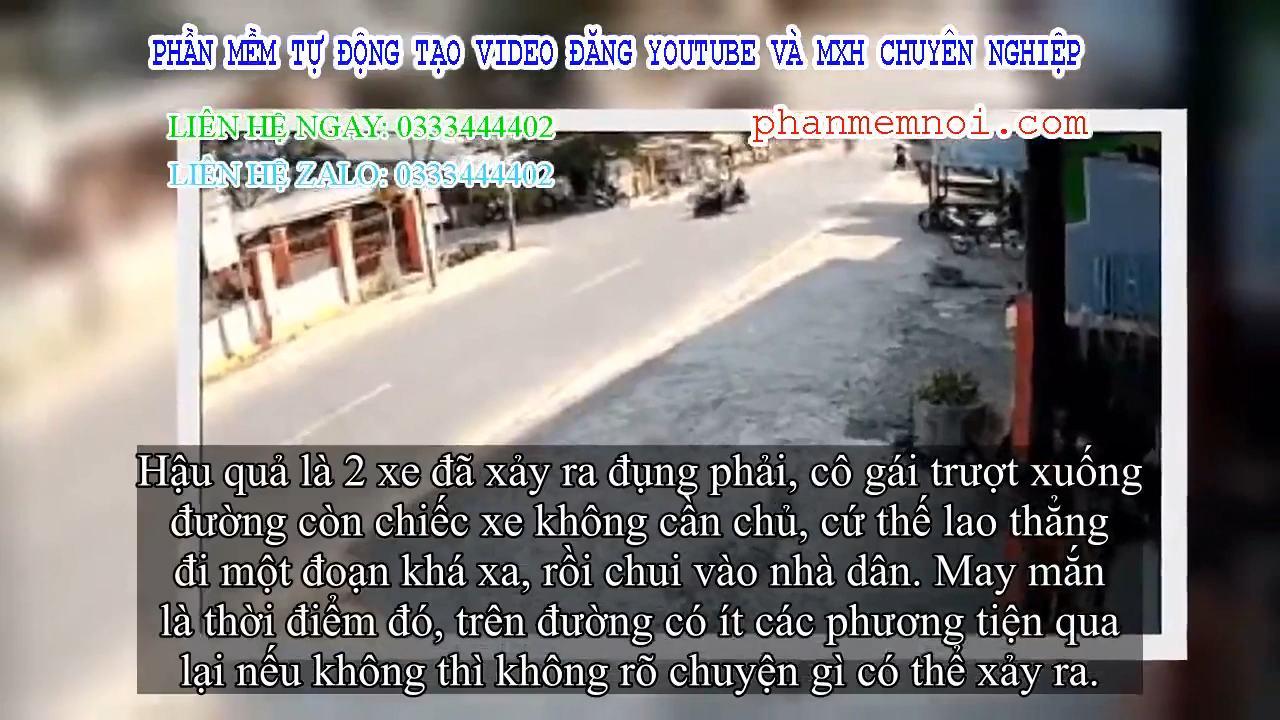 PHẦN MỀM TỰ ĐỘNG TẠO VIDEO ĐĂNG YOUTUBE VÀ MXH CHUYÊN NGHIỆP
LIÊN HỆ NGAY: 0333444402
phanmemnoi.com
LIÊN HỆ ZALO: 0333444402
Hậu quả là 2 xe đã xảy ra đụng phải, cô gái trượt xuống
đường còn chiếc xe không cần chủ, cứ thế lao thẳng
đi một đoạn khá xa, rồi chui vào nhà dân. May mắn
là thời điểm đó, trên đường có ít các phương tiện qua
lại nếu không thì không rõ chuyện gì có thể xảy ra.